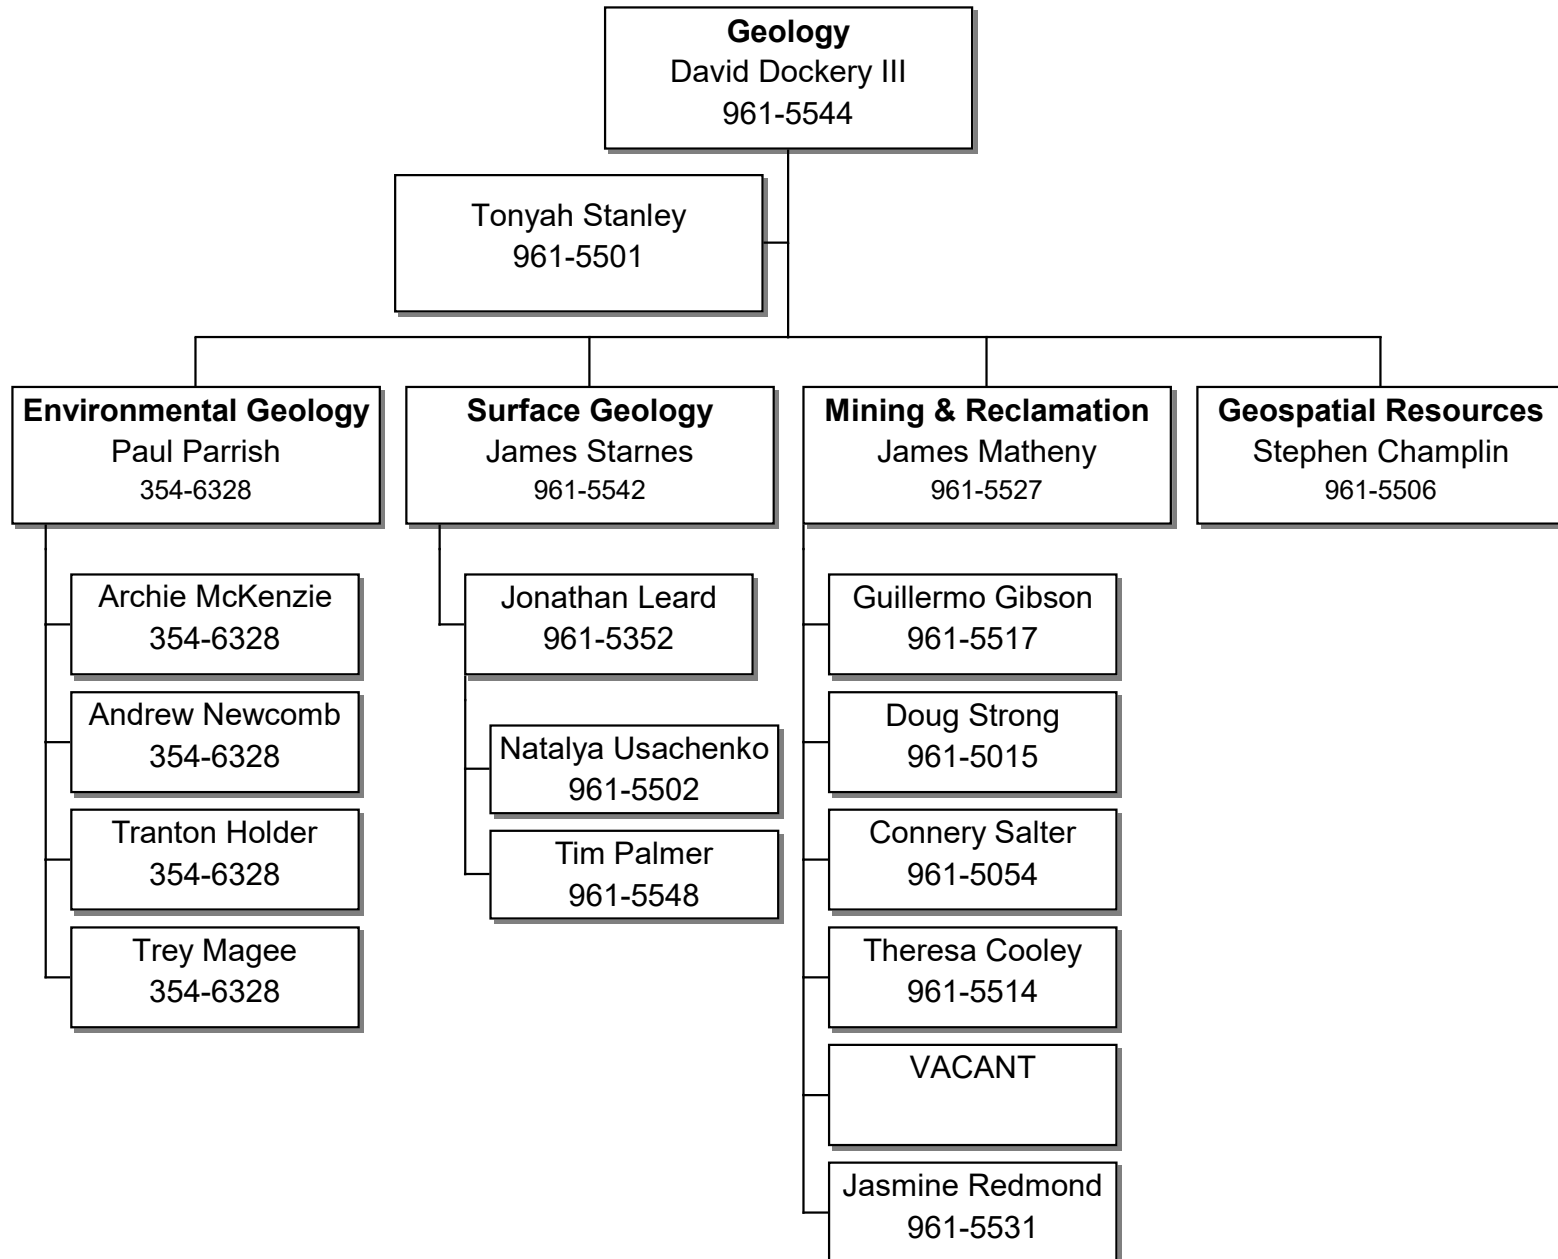 Geology
David Dockery III
961-5544
Tonyah Stanley
961-5501
Environmental Geology
Paul Parrish
354-6328
Surface Geology
James Starnes
961-5542
Mining & Reclamation
James Matheny
961-5527
Geospatial Resources
Stephen Champlin
961-5506
Archie McKenzie
354-6328
Andrew Newcomb
354-6328
Tranton Holder
354-6328
Trey Magee
354-6328
Jonathan Leard
961-5352
Natalya Usachenko
961-5502
Tim Palmer
961-5548
Guillermo Gibson
961-5517
Doug Strong
961-5015
Connery Salter
961-5054
Theresa Cooley
961-5514
VACANT
Jasmine Redmond
961-5531